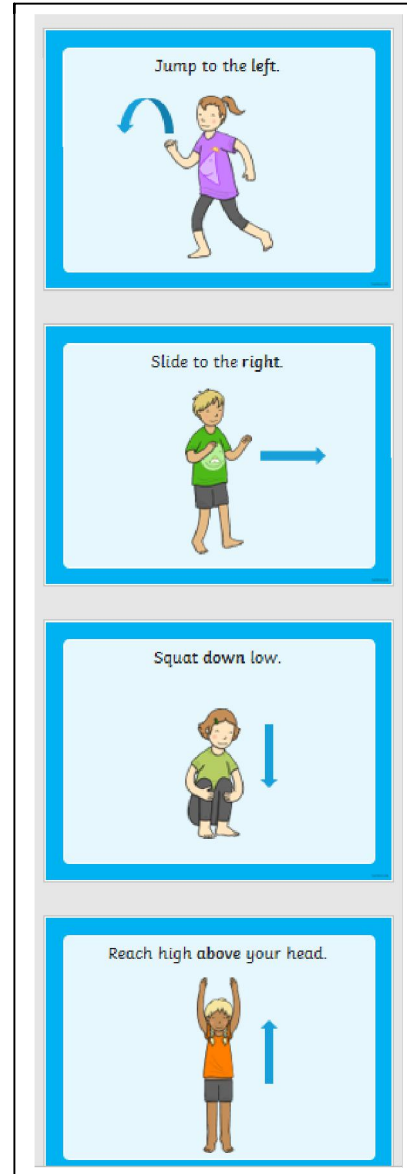 Jump to the left.
Slide to the right.
Squat down low.
Reach high above your head.